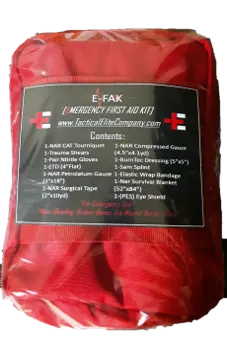 E-FAK
[EMERGENCY FIRST AID KIT]
www.TacticalEliteCompany.com
Contents:
1-NAR CAT Tourniquet
1-Trauma Shears
1-Pair Nitrile Gloves
1-ETD (4"Flat)
1-NAR Petrolatum Gauze
(3"x18")
1-NAR Surgical Tape
(2"x10yd)
1-NAR Compressed Gauze
(4.5"x4.1yd)
1-BurnTec Dressing (5"x5")
1-Sam Splint
1-Elastic Wrap Bandage
1-Nar Survival Blanket
(52"x84")
1-(PES) Eye Shield
"For Emergency Use"